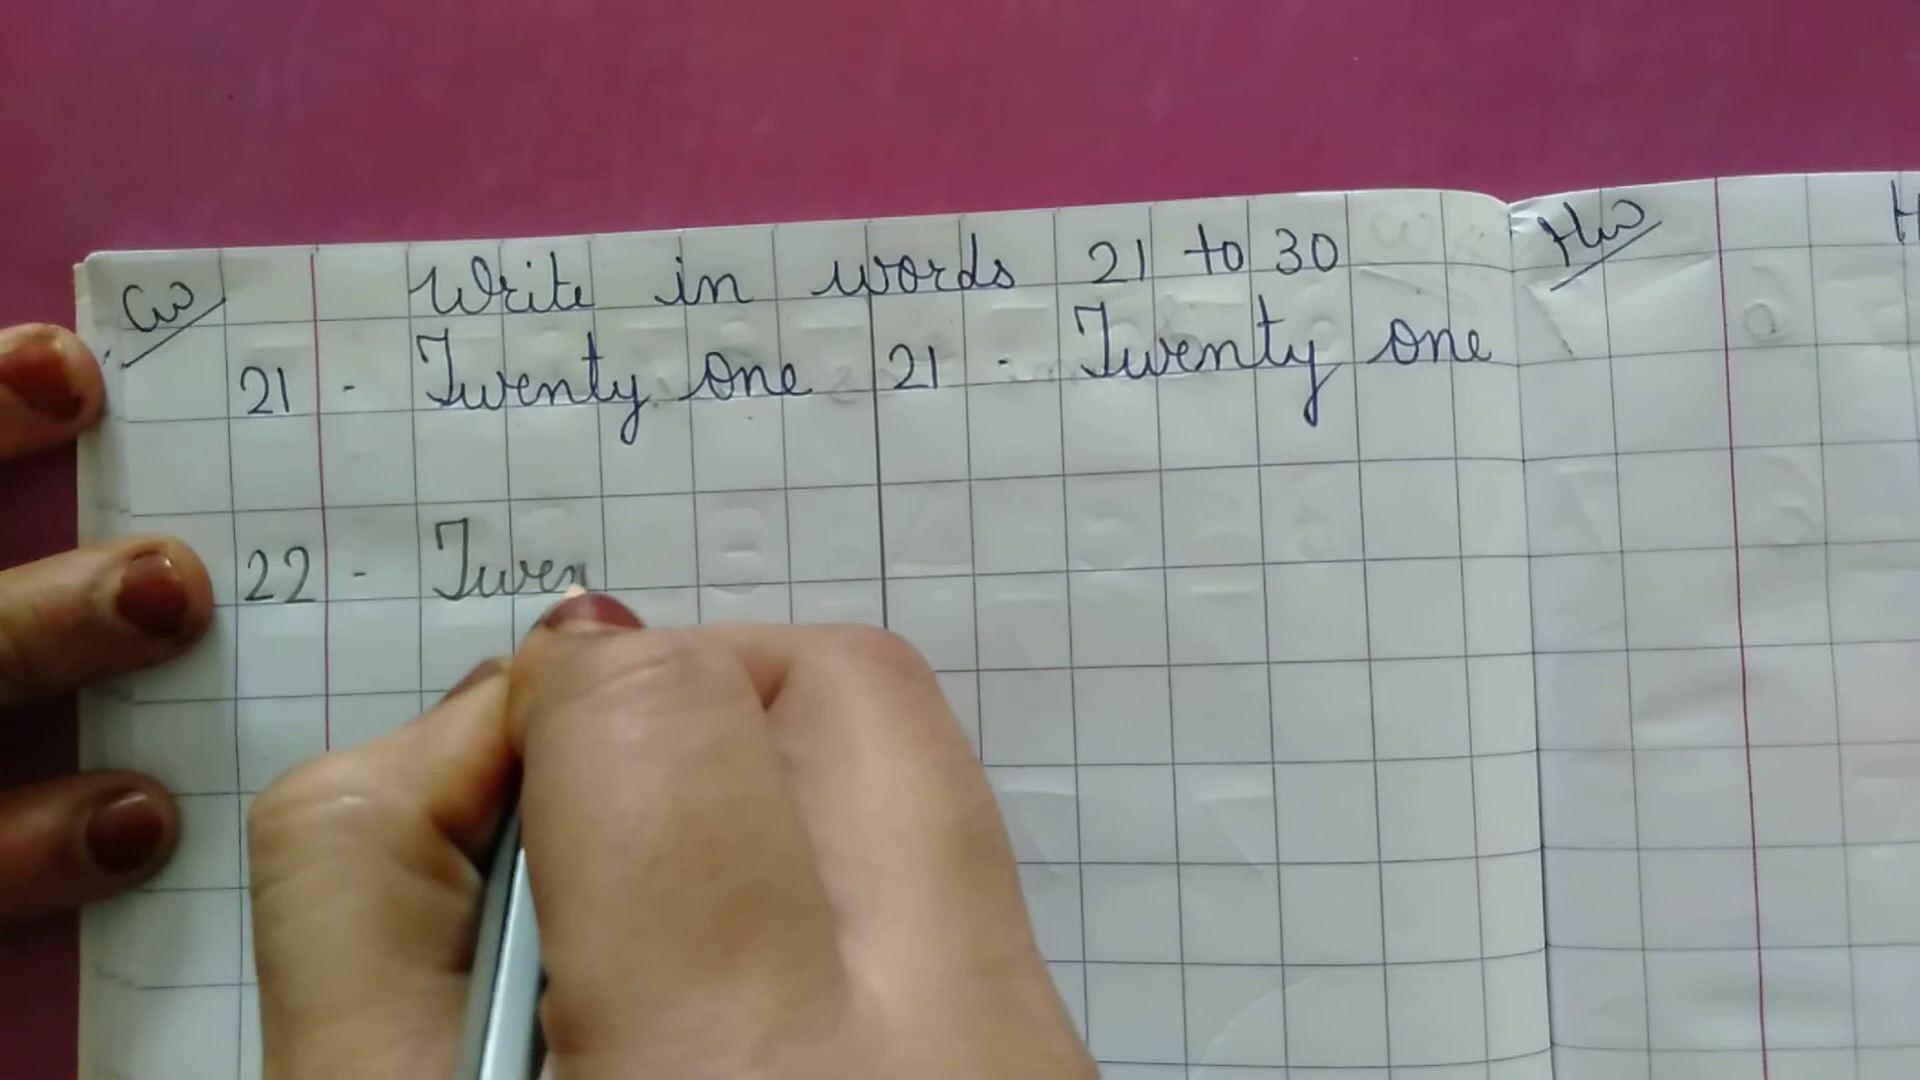 Cw Write in words 21 to 30 Hw H
21 - Twenty one 21 - Twenty one
22 - Twen